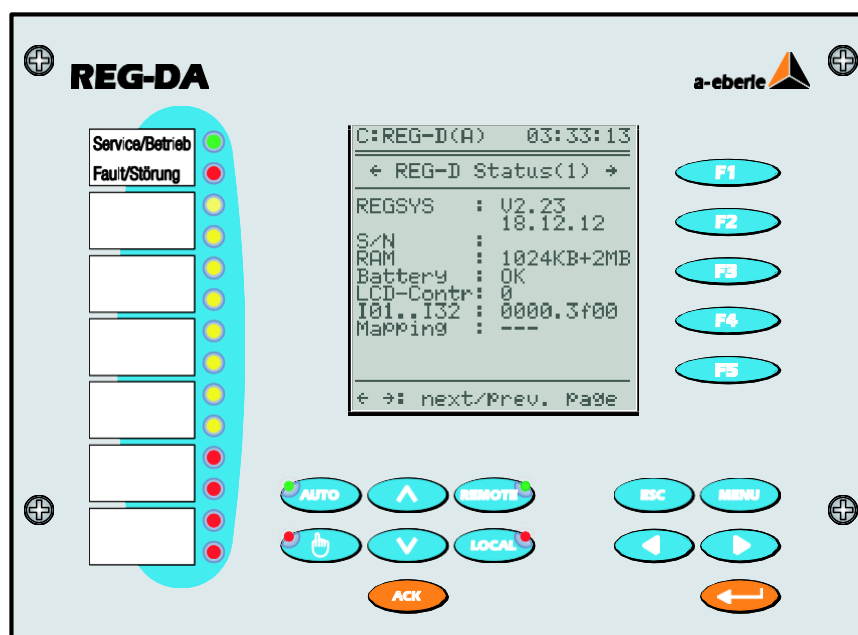 REG-DA
a-eberle
Service/Betrieb
Fault/Störung
C:REG-D(A) 03:33:13
← REG-D Status(1) →
REGSYS : V2.23
18.12.12
S/N :
RAM : 1024KB+2MB
Battery : OK
LCD-Contr: 0
I01..I32 : 0000.3f00
Mapping : ---
← →: next/prev. page
F1
F2
F3
F4
F5
AUTO
REMOTE
ESC
MENU
LOCAL
ACK